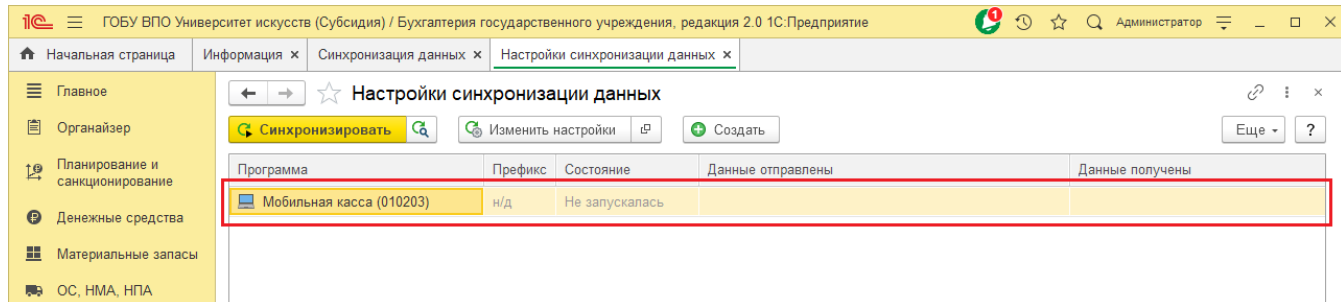 1С ГОБУ ВПО Университет искусств (Субсидия) / Бухгалтерия государственного учреждения, редакция 2.0 1С:Предприятие 1 Администратор
Начальная страница Информация × Синхронизация данных × Настройки синхронизации данных ×
Главное
Органайзер
Планирование и
санкционирование
Денежные средства
Материальные запасы
ОС, НМА, НПА
Настройки синхронизации данных
Синхронизировать Изменить настройки Создать Еще ?
Программа Префикс Состояние Данные отправлены Данные получены
Мобильная касса (010203) н/д Не запускалась